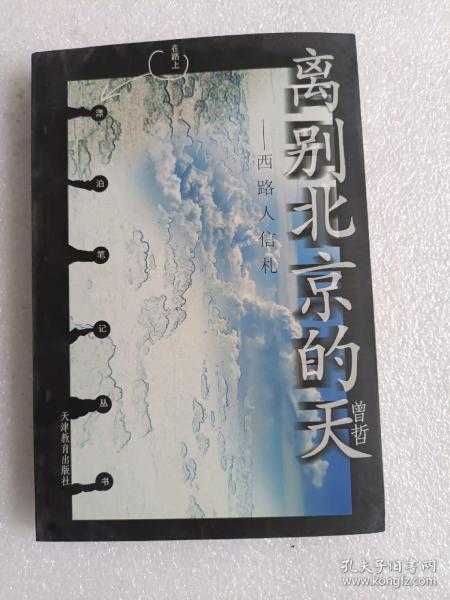 离别北京的天
——西路人信札
曾哲
在路上
漂泊笔记丛书
天津教育出版社
孔夫子旧书网
www.kongfz.com